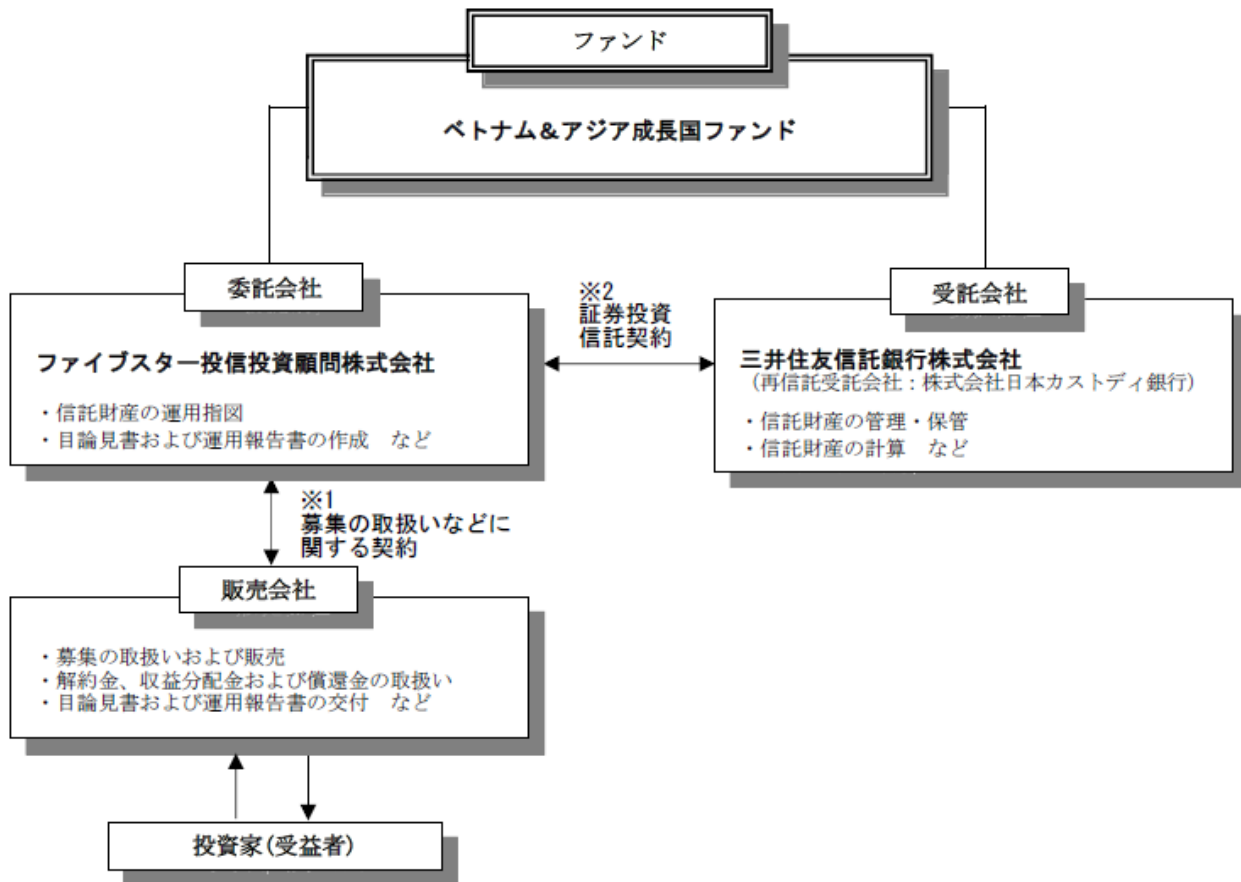 ファンド
ベトナム＆アジア成長国ファンド
委託会社
ファイブスター投信投資顧問株式会社
・信託財産の運用指図
・目論見書および運用報告書の作成　など
※2
証券投資
信託契約
受託会社
三井住友信託銀行株式会社
（再信託受託会社：株式会社日本カストディ銀行）
・信託財産の管理・保管
・信託財産の計算　など
※1
募集の取扱いなどに
関する契約
販売会社
・募集の取扱いおよび販売
・解約金、収益分配金および償還金の取扱い
・目論見書および運用報告書の交付　など
投資家(受益者)